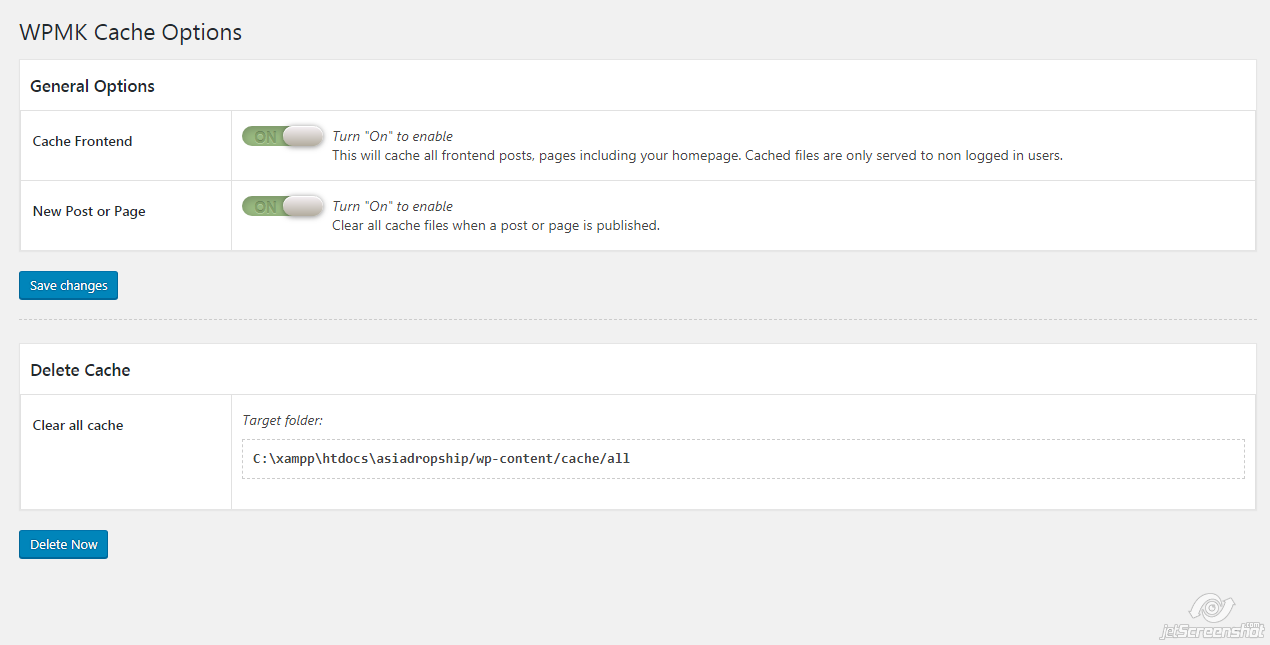 WPMK Cache Options
General Options
Cache Frontend
ON
Turn "On" to enable
This will cache all frontend posts, pages including your homepage. Cached files are only served to non logged in users.
New Post or Page
ON
Turn "On" to enable
Clear all cache files when a post or page is published.
Save changes
Delete Cache
Clear all cache
Target folder:
C:\xampp\htdocs\asiadropship/wp-content/cache/all
Delete Now
jetScreenshot.com